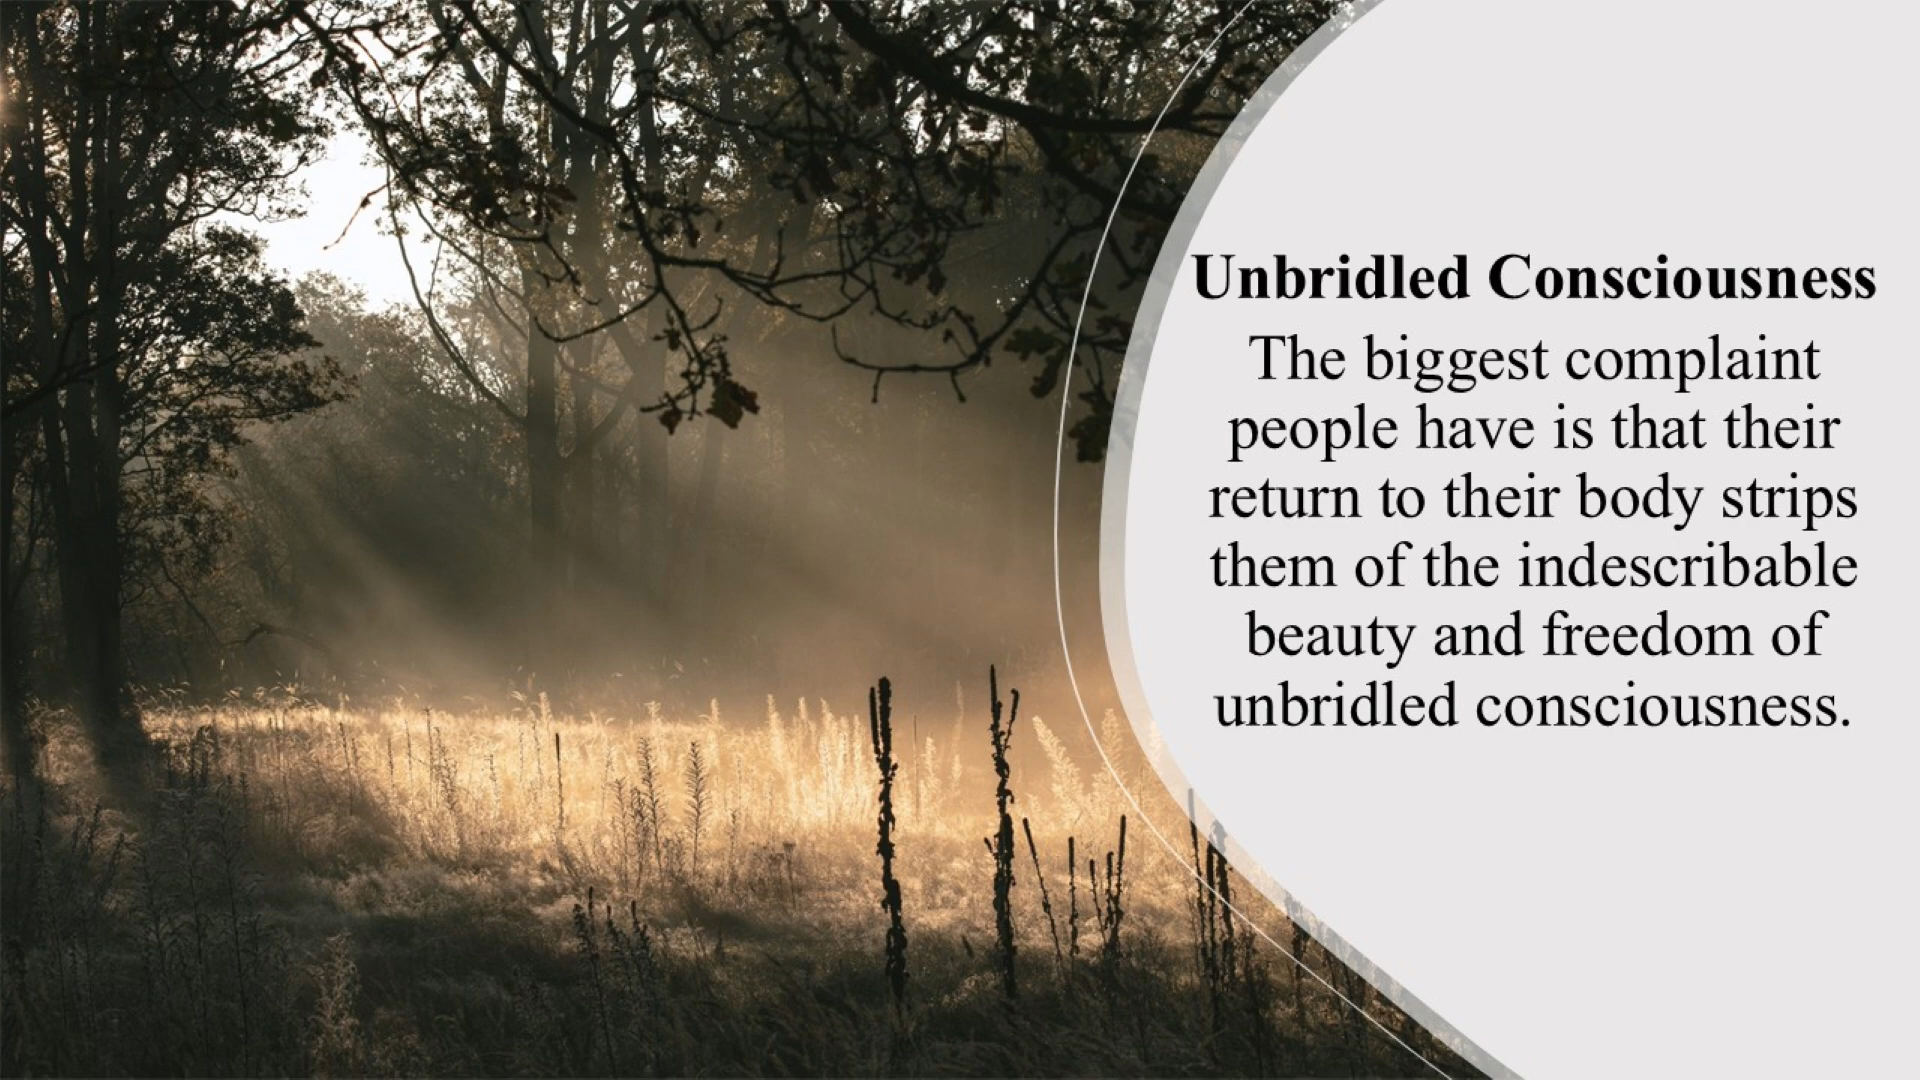 Unbridled Consciousness
The biggest complaint
people have is that their
return to their body strips
them of the indescribable
beauty and freedom of
unbridled consciousness.